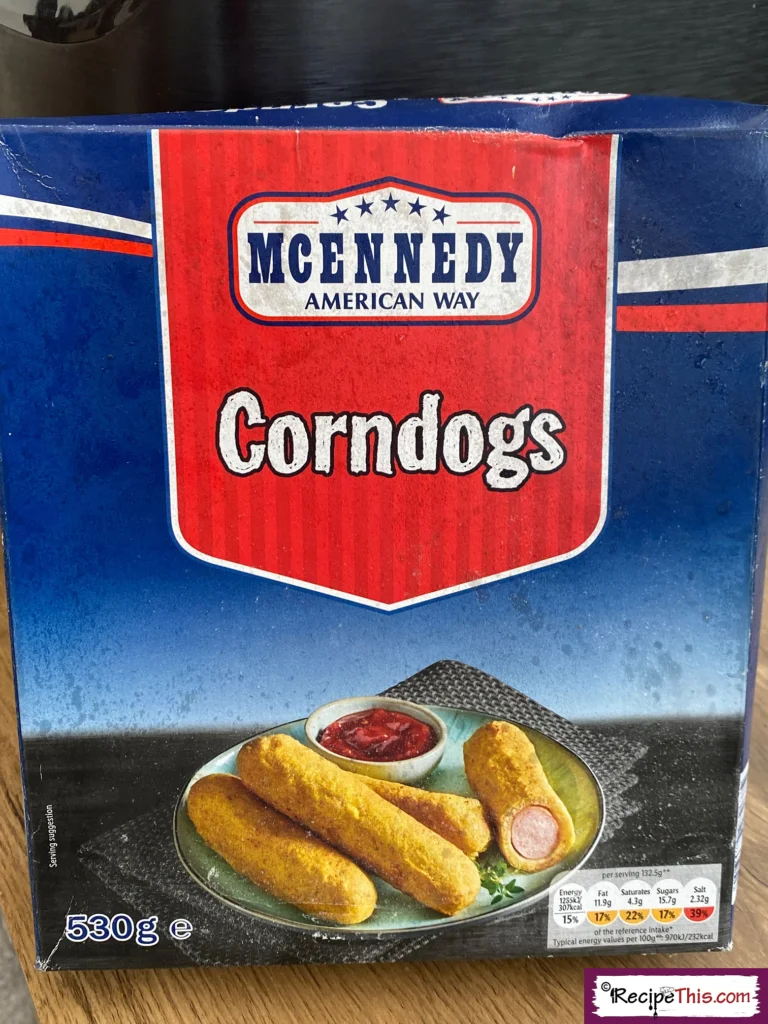 MCENNEDY
AMERICAN WAY
Corndogs
Serving suggestion
530g e
per serving 132.5g**
Energy Fat Saturates Sugars Salt
1285kJ/ 11.9g 4.3g 15.7g 2.32g
307kcal
15% 17% 22% 17% 39%
of the reference intake*
Typical energy values per 100g** 970kJ/232kcal
©RecipeThis.com